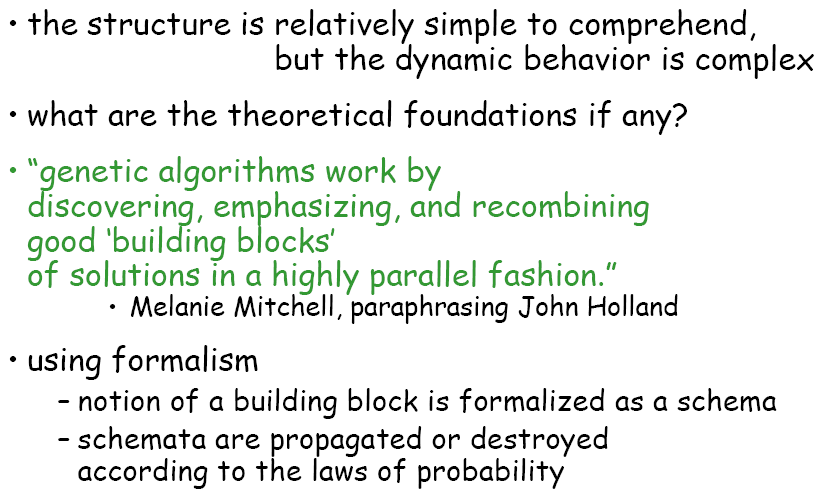 • the structure is relatively simple to comprehend,
but the dynamic behavior is complex
• what are the theoretical foundations if any?
• “genetic algorithms work by
discovering, emphasizing, and recombining
good ‘building blocks’
of solutions in a highly parallel fashion.”
• Melanie Mitchell, paraphrasing John Holland
• using formalism
– notion of a building block is formalized as a schema
– schemata are propagated or destroyed
according to the laws of probability